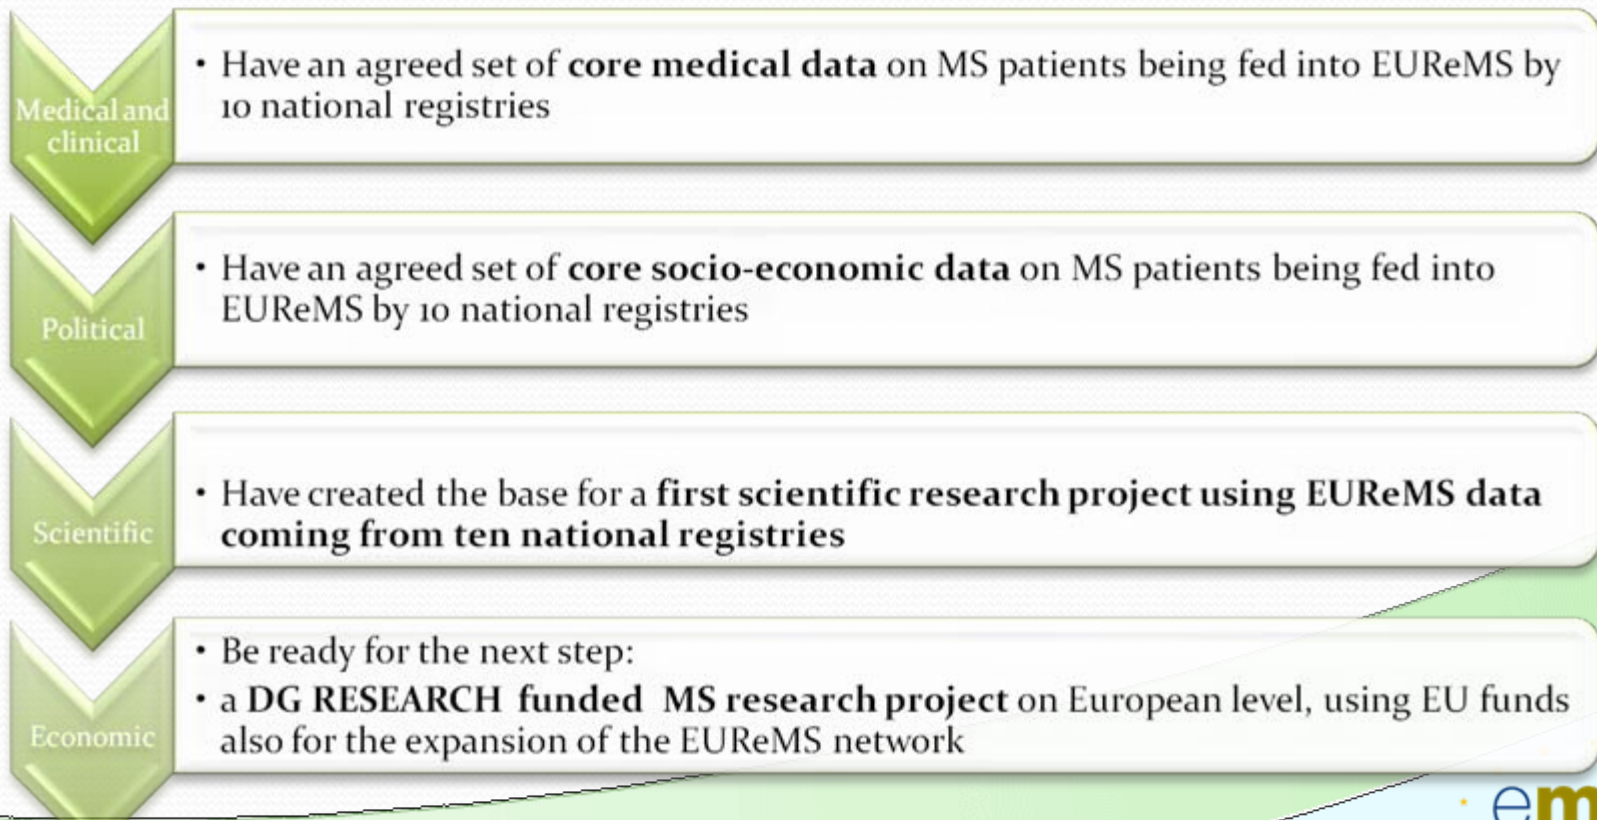 Medical and
clinical
• Have an agreed set of core medical data on MS patients being fed into EUReMS by
10 national registries
Political
• Have an agreed set of core socio-economic data on MS patients being fed into
EUReMS by 10 national registries
Scientific
• Have created the base for a first scientific research project using EUReMS data
coming from ten national registries
Economic
• Be ready for the next step:
• a DG RESEARCH funded MS research project on European level, using EU funds
also for the expansion of the EUReMS network
em